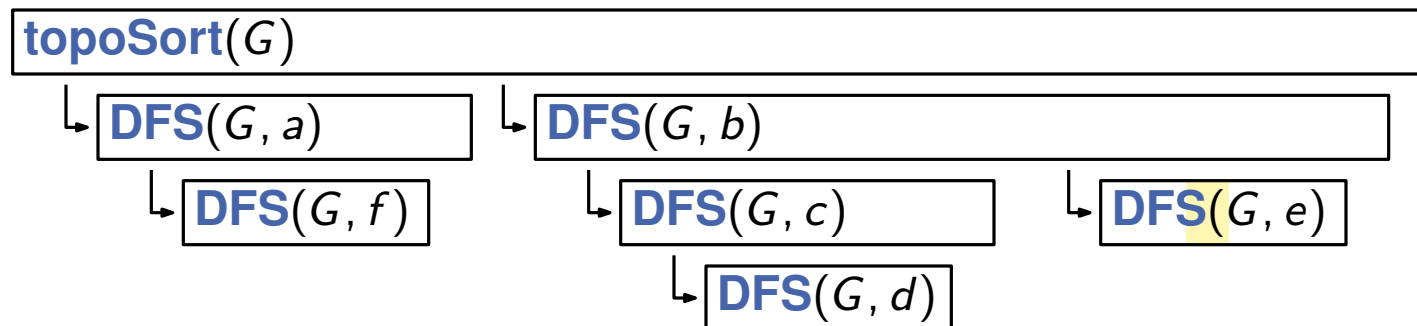 topoSort(G)
DFS(G, a) DFS(G, b)
DFS(G, f) DFS(G, c) DFS(G, e)
DFS(G, d)